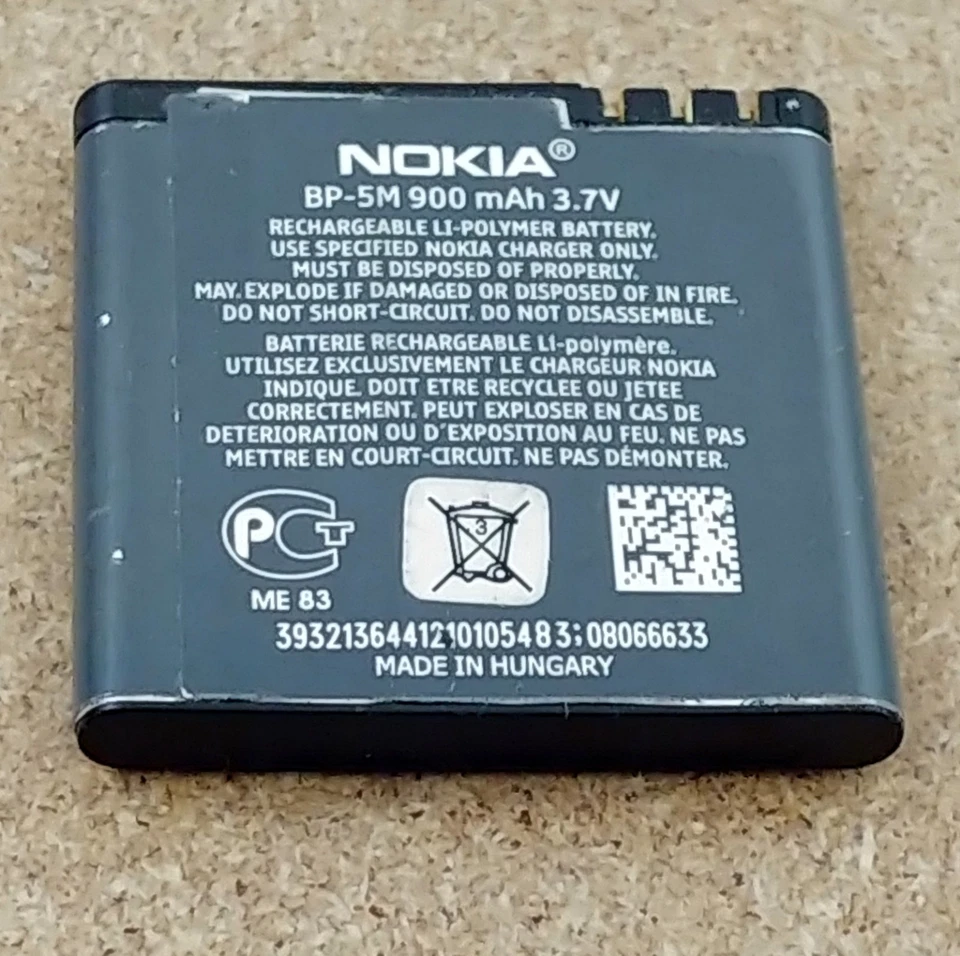 NOKIA®
BP-5M 900 mAh 3.7V
RECHARGEABLE LI-POLYMER BATTERY.
USE SPECIFIED NOKIA CHARGER ONLY.
MUST BE DISPOSED OF PROPERLY.
MAY EXPLODE IF DAMAGED OR DISPOSED OF IN FIRE.
DO NOT SHORT-CIRCUIT. DO NOT DISASSEMBLE.
BATTERIE RECHARGEABLE LI-polymère.
UTILISEZ EXCLUSIVEMENT LE CHARGEUR NOKIA
INDIQUE. DOIT ETRE RECYCLEE OU JETEE
CORRECTEMENT. PEUT EXPLOSER EN CAS DE
DETERIORATION OU D'EXPOSITION AU FEU. NE PAS
METTRE EN COURT-CIRCUIT. NE PAS DÉMONTER.
PCT
3
ME 83
3932136441210105483;08066633
MADE IN HUNGARY